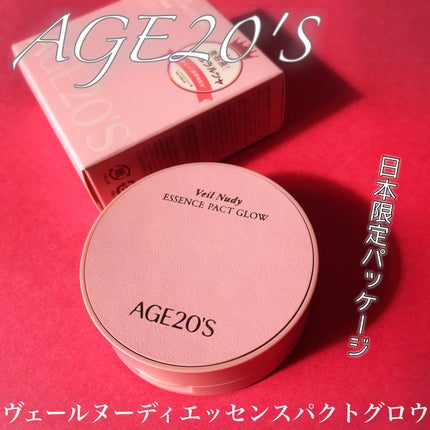 AGE20'S
AGE20'S
Veil Nudy
ESSENCE PACT GLOW
AGE20'S
日本限定パッケージ
ヴェールヌーディエッセンスパクトグロウ